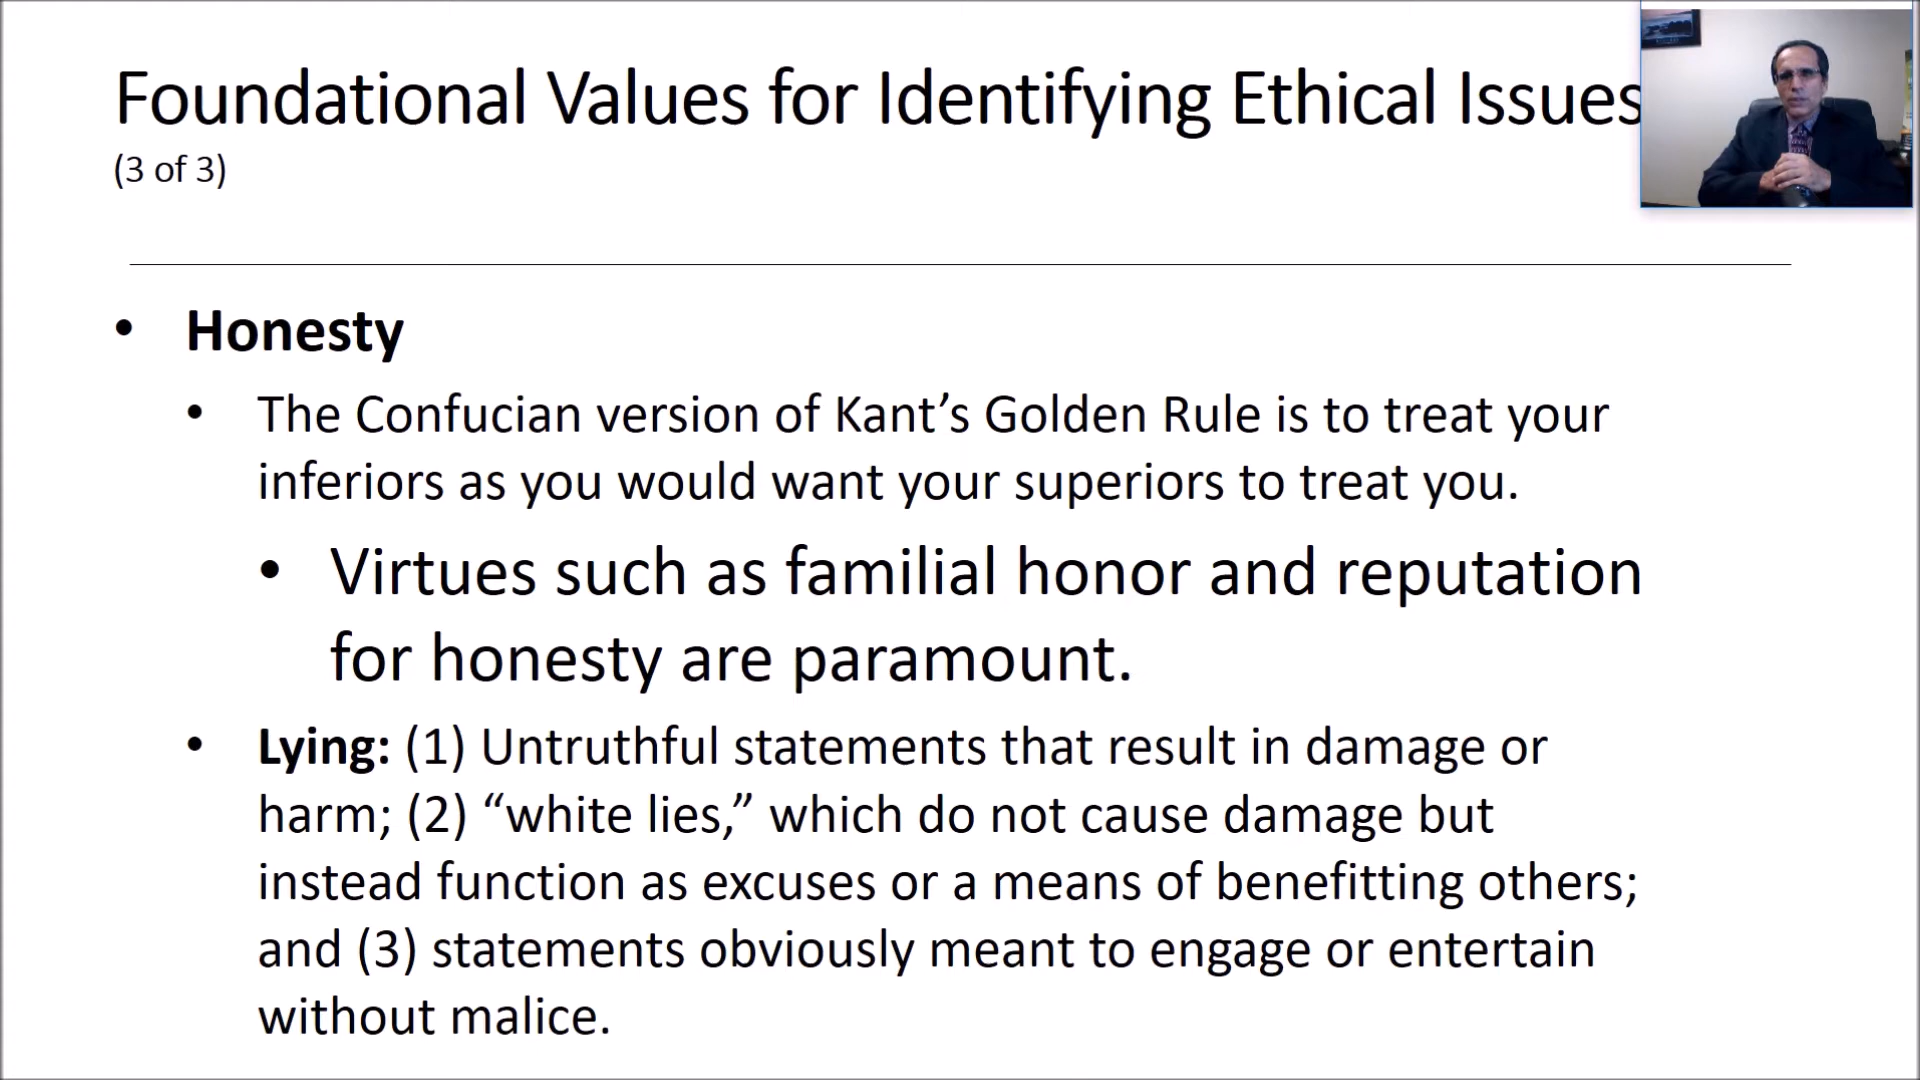 Foundational Values for Identifying Ethical Issues
(3 of 3)
• Honesty
• The Confucian version of Kant’s Golden Rule is to treat your
inferiors as you would want your superiors to treat you.
• Virtues such as familial honor and reputation
for honesty are paramount.
• Lying: (1) Untruthful statements that result in damage or
harm; (2) “white lies,” which do not cause damage but
instead function as excuses or a means of benefitting others;
and (3) statements obviously meant to engage or entertain
without malice.